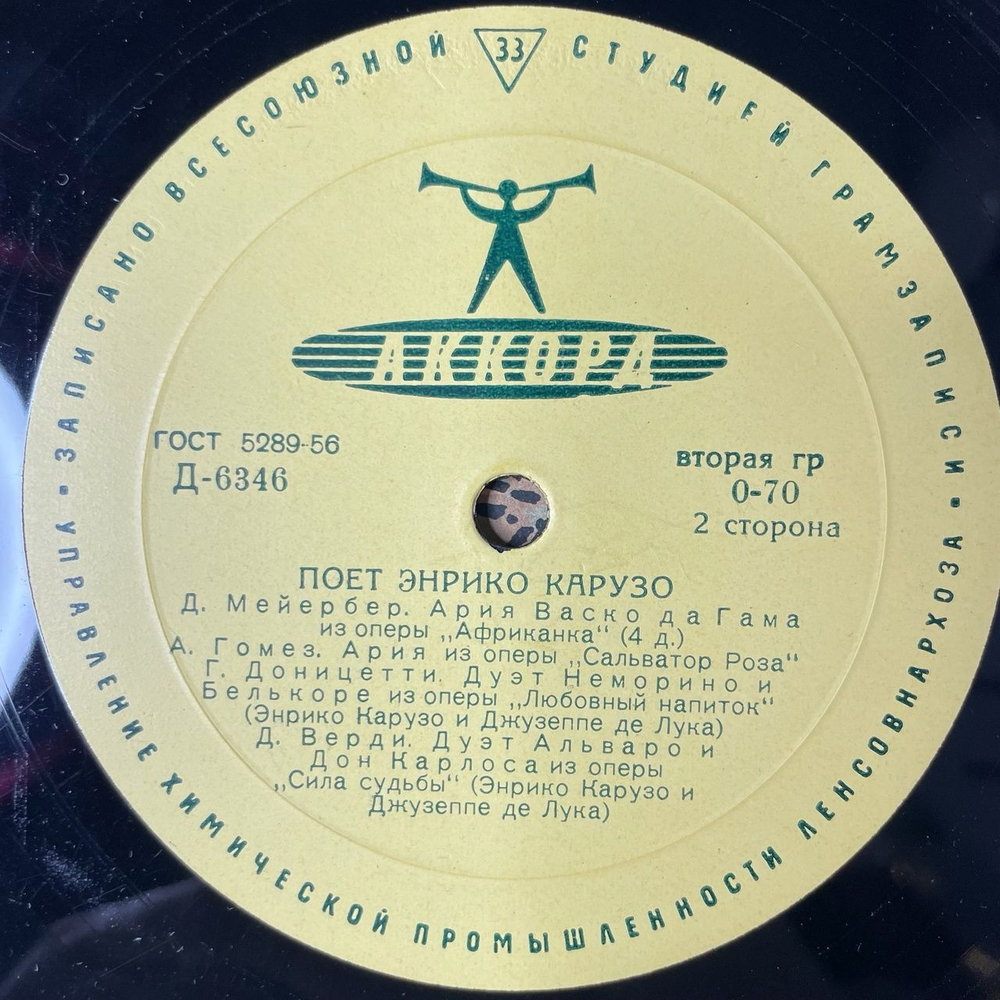 ЗАПИСАНО ВСЕСОЮЗНОЙ СТУДИЕЙ ГРАМЗАПИСИ
33
АККОРД
ГОСТ 5289-56
Д-6346
вторая гр
0-70
2 сторона
ПОЕТ ЭНРИКО КАРУЗО
Д. Мейербер. Ария Васко да Гама
из оперы „Африканка“ (4 д.)
А. Гомез. Ария из оперы „Сальватор Роза“
Г. Доницетти. Дуэт Неморино и
Белькоре из оперы „Любовный напиток“
(Энрико Карузо и Джузеппе де Лука)
Д. Верди. Дуэт Альваро и
Дон Карлоса из оперы
„Сила судьбы“ (Энрико Карузо и
Джузеппе де Лука)
УПРАВЛЕНИЕ ХИМИЧЕСКОЙ ПРОМЫШЛЕННОСТИ ЛЕНСОВНАРХОЗА